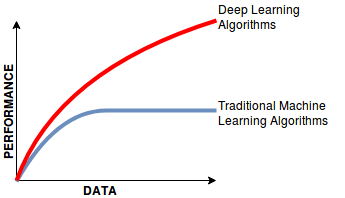 Deep Learning
Algorithms
PERFORMANCE
Traditional Machine
Learning Algorithms
DATA